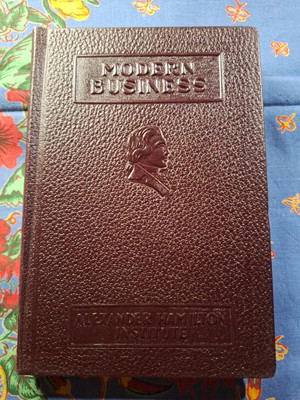 MODERN
BUSINESS
ALEXANDER HAMILTON
INSTITUTE